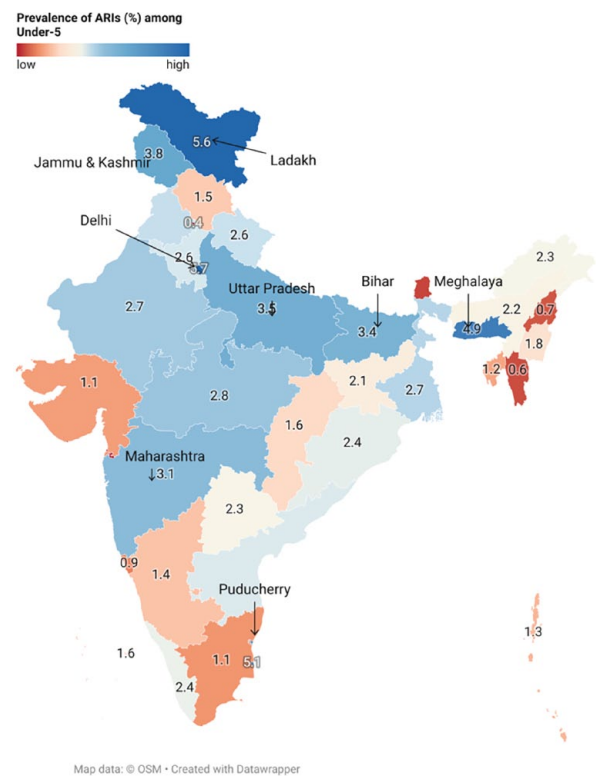 Prevalence of ARIs (%) among
Under-5
low high
5.6
3.8
Jammu & Kashmir
Ladakh
1.5
Delhi
0.4
2.6
2.6
2.3
Uttar Pradesh
Bihar
Meghalaya
2.7
2.2
0.7
3.4
4.9
1.8
1.1
2.1
1.2
0.6
2.8
2.7
1.6
2.4
Maharashtra
3.1
2.3
0.9
1.4
Puducherry
1.3
1.6
1.1
5.1
2.4
Map data: © OSM • Created with Datawrapper